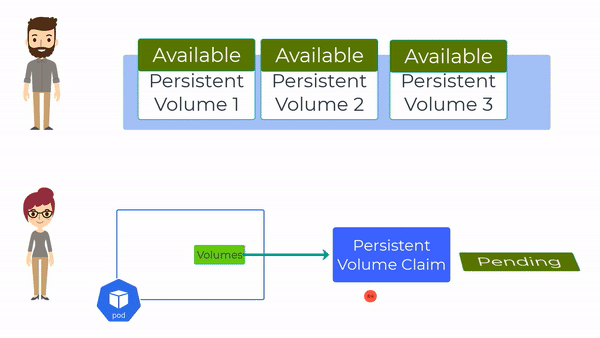 Available
Persistent
Volume 1
Available
Persistent
Volume 2
Available
Persistent
Volume 3
Volumes
Persistent
Volume Claim
Pending
pod